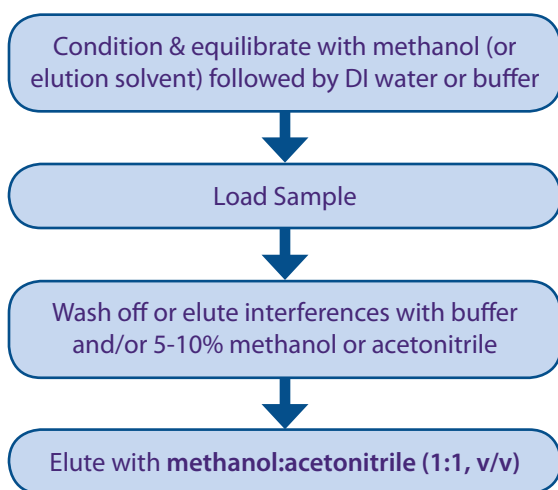 Condition & equilibrate with methanol (or
elution solvent) followed by DI water or buffer
Load Sample
Wash off or elute interferences with buffer
and/or 5-10% methanol or acetonitrile
Elute with methanol:acetonitrile (1:1, v/v)